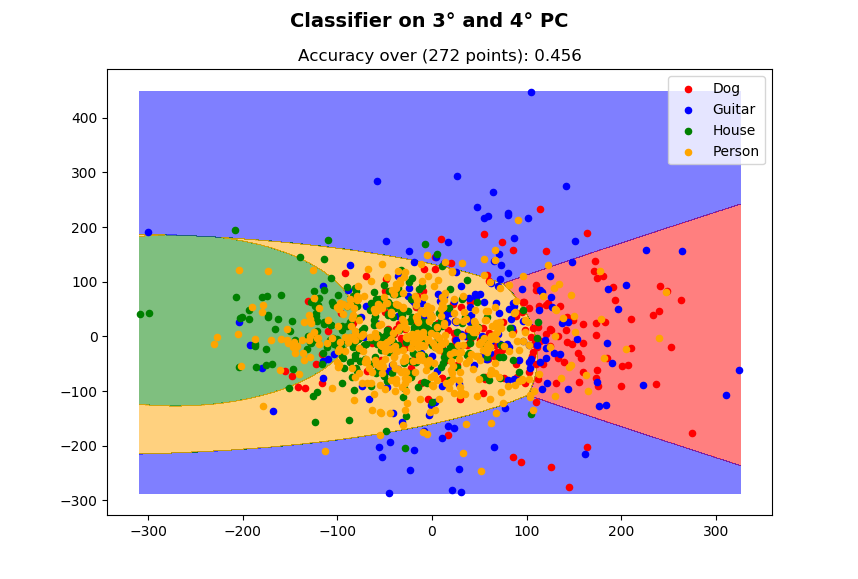 Classifier on 3° and 4° PC
Accuracy over (272 points): 0.456
Dog
Guitar
House
Person
400
300
200
100
0
−100
−200
−300
−300
−200
−100
0
100
200
300